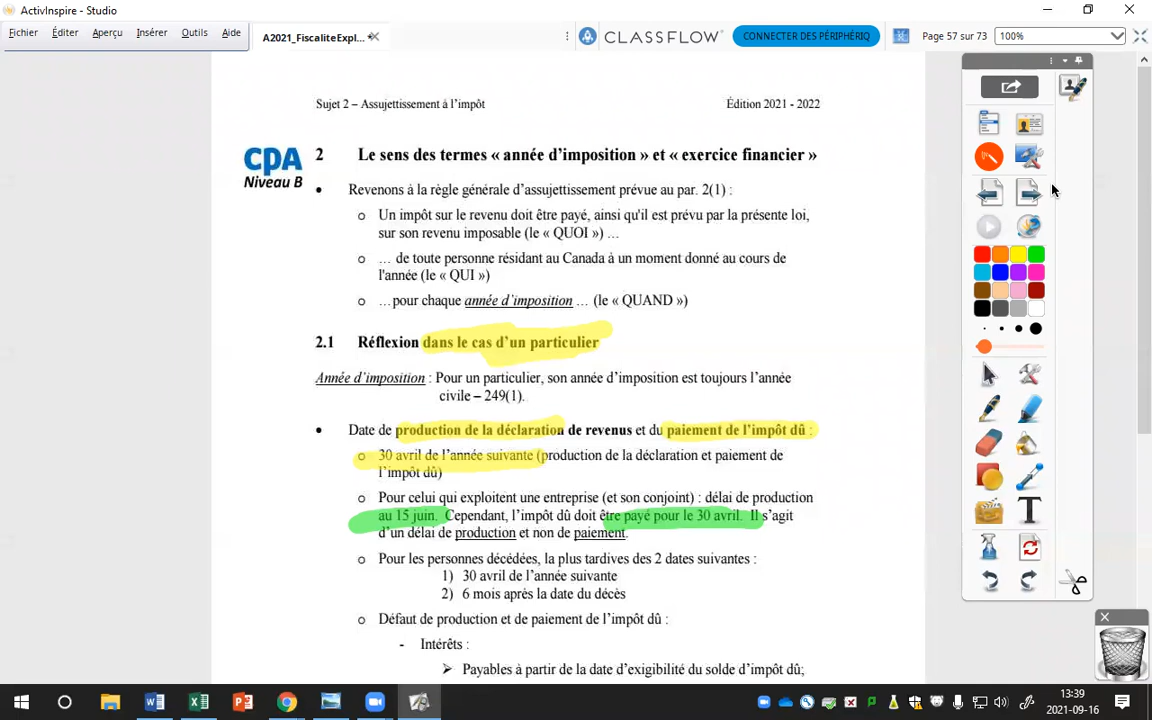 ActivInspire - Studio
Fichier Éditer Aperçu Insérer Outils Aide
A2021_FiscaliteExpl...
CLASSFLOW
CONNECTER DES PÉRIPHÉRIQ
Page 57 sur 73
100%
Sujet 2 – Assujettissement à l’impôt
Édition 2021 - 2022
CPA
Niveau B
2 Le sens des termes « année d’imposition » et « exercice financier »
• Revenons à la règle générale d’assujettissement prévue au par. 2(1) :
o Un impôt sur le revenu doit être payé, ainsi qu'il est prévu par la présente loi,
sur son revenu imposable (le « QUOI ») …
o … de toute personne résidant au Canada à un moment donné au cours de
l'année (le « QUI »)
o …pour chaque année d’imposition … (le « QUAND »)
2.1 Réflexion dans le cas d’un particulier
Année d’imposition : Pour un particulier, son année d’imposition est toujours l’année
civile – 249(1).
• Date de production de la déclaration de revenus et du paiement de l’impôt dû :
o 30 avril de l’année suivante (production de la déclaration et paiement de
l’impôt dû)
o Pour celui qui exploitent une entreprise (et son conjoint) : délai de production
au 15 juin. Cependant, l’impôt dû doit être payé pour le 30 avril. Il s’agit
d’un délai de production et non de paiement.
o Pour les personnes décédées, la plus tardives des 2 dates suivantes :
1) 30 avril de l’année suivante
2) 6 mois après la date du décès
o Défaut de production et de paiement de l’impôt dû :
- Intérêts :
➢ Payables à partir de la date d’exigibilité du solde d’impôt dû;
13:39
2021-09-16